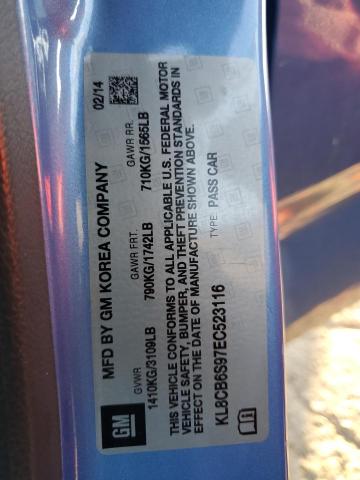 MFD BY GM KOREA COMPANY
02/14
GVWR
GAWR FRT.
GAWR RR.
1410KG/3109LB
790KG/1742LB
710KG/1565LB
THIS VEHICLE CONFORMS TO ALL APPLICABLE U.S. FEDERAL MOTOR
VEHICLE SAFETY, BUMPER, AND THEFT PREVENTION STANDARDS IN
EFFECT ON THE DATE OF MANUFACTURE SHOWN ABOVE.
KL8CB6S97EC523116
TYPE: PASS CAR
GM